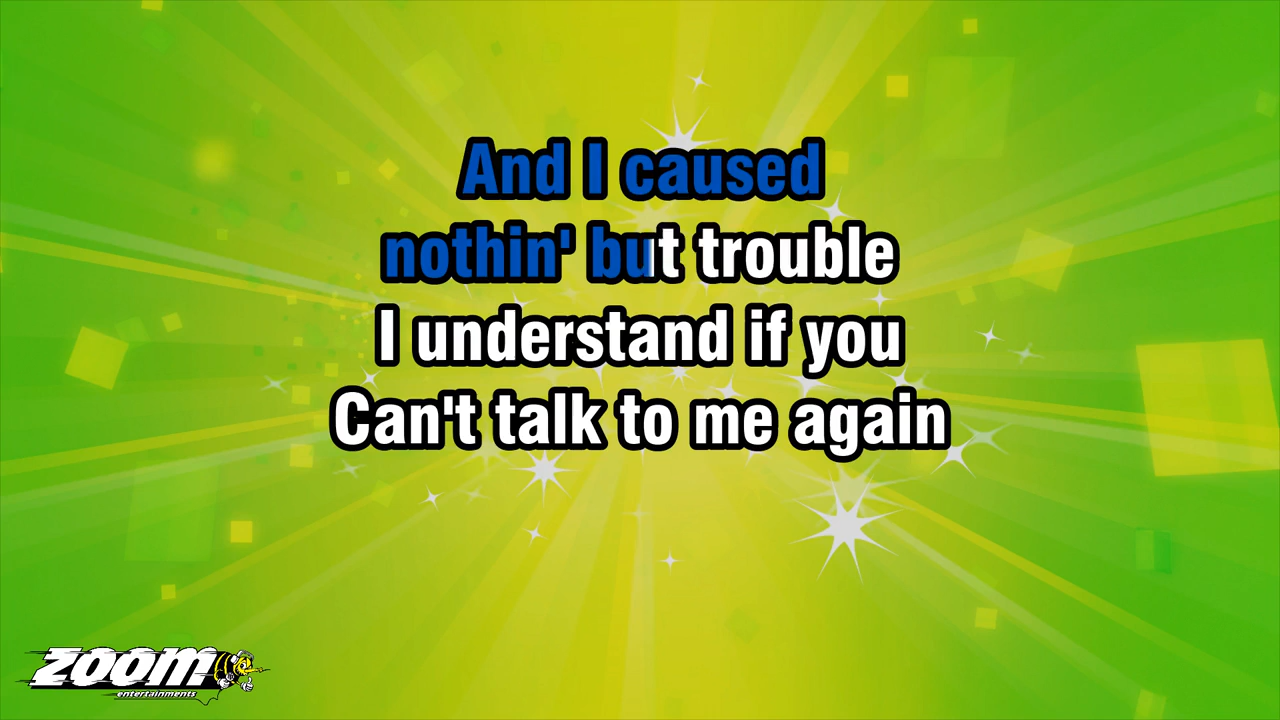 And I caused
nothin' but trouble
I understand if you
Can't talk to me again
zoom
entertainments